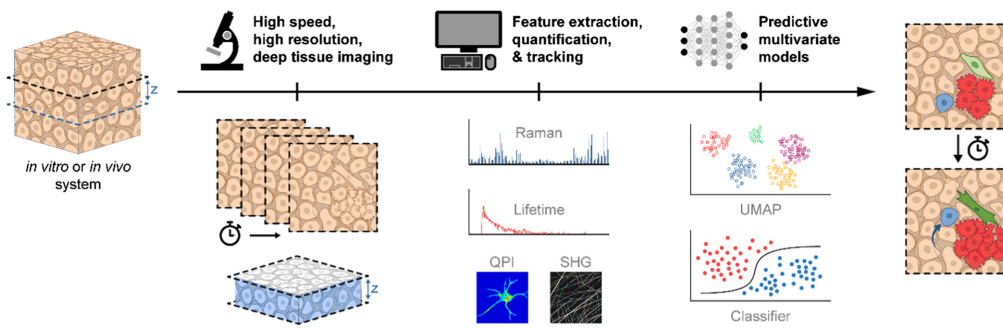 High speed,
high resolution,
deep tissue imaging
Feature extraction,
quantification,
& tracking
Predictive
multivariate
models
z
in vitro or in vivo
system
Raman
Lifetime
QPI
SHG
UMAP
Classifier
z